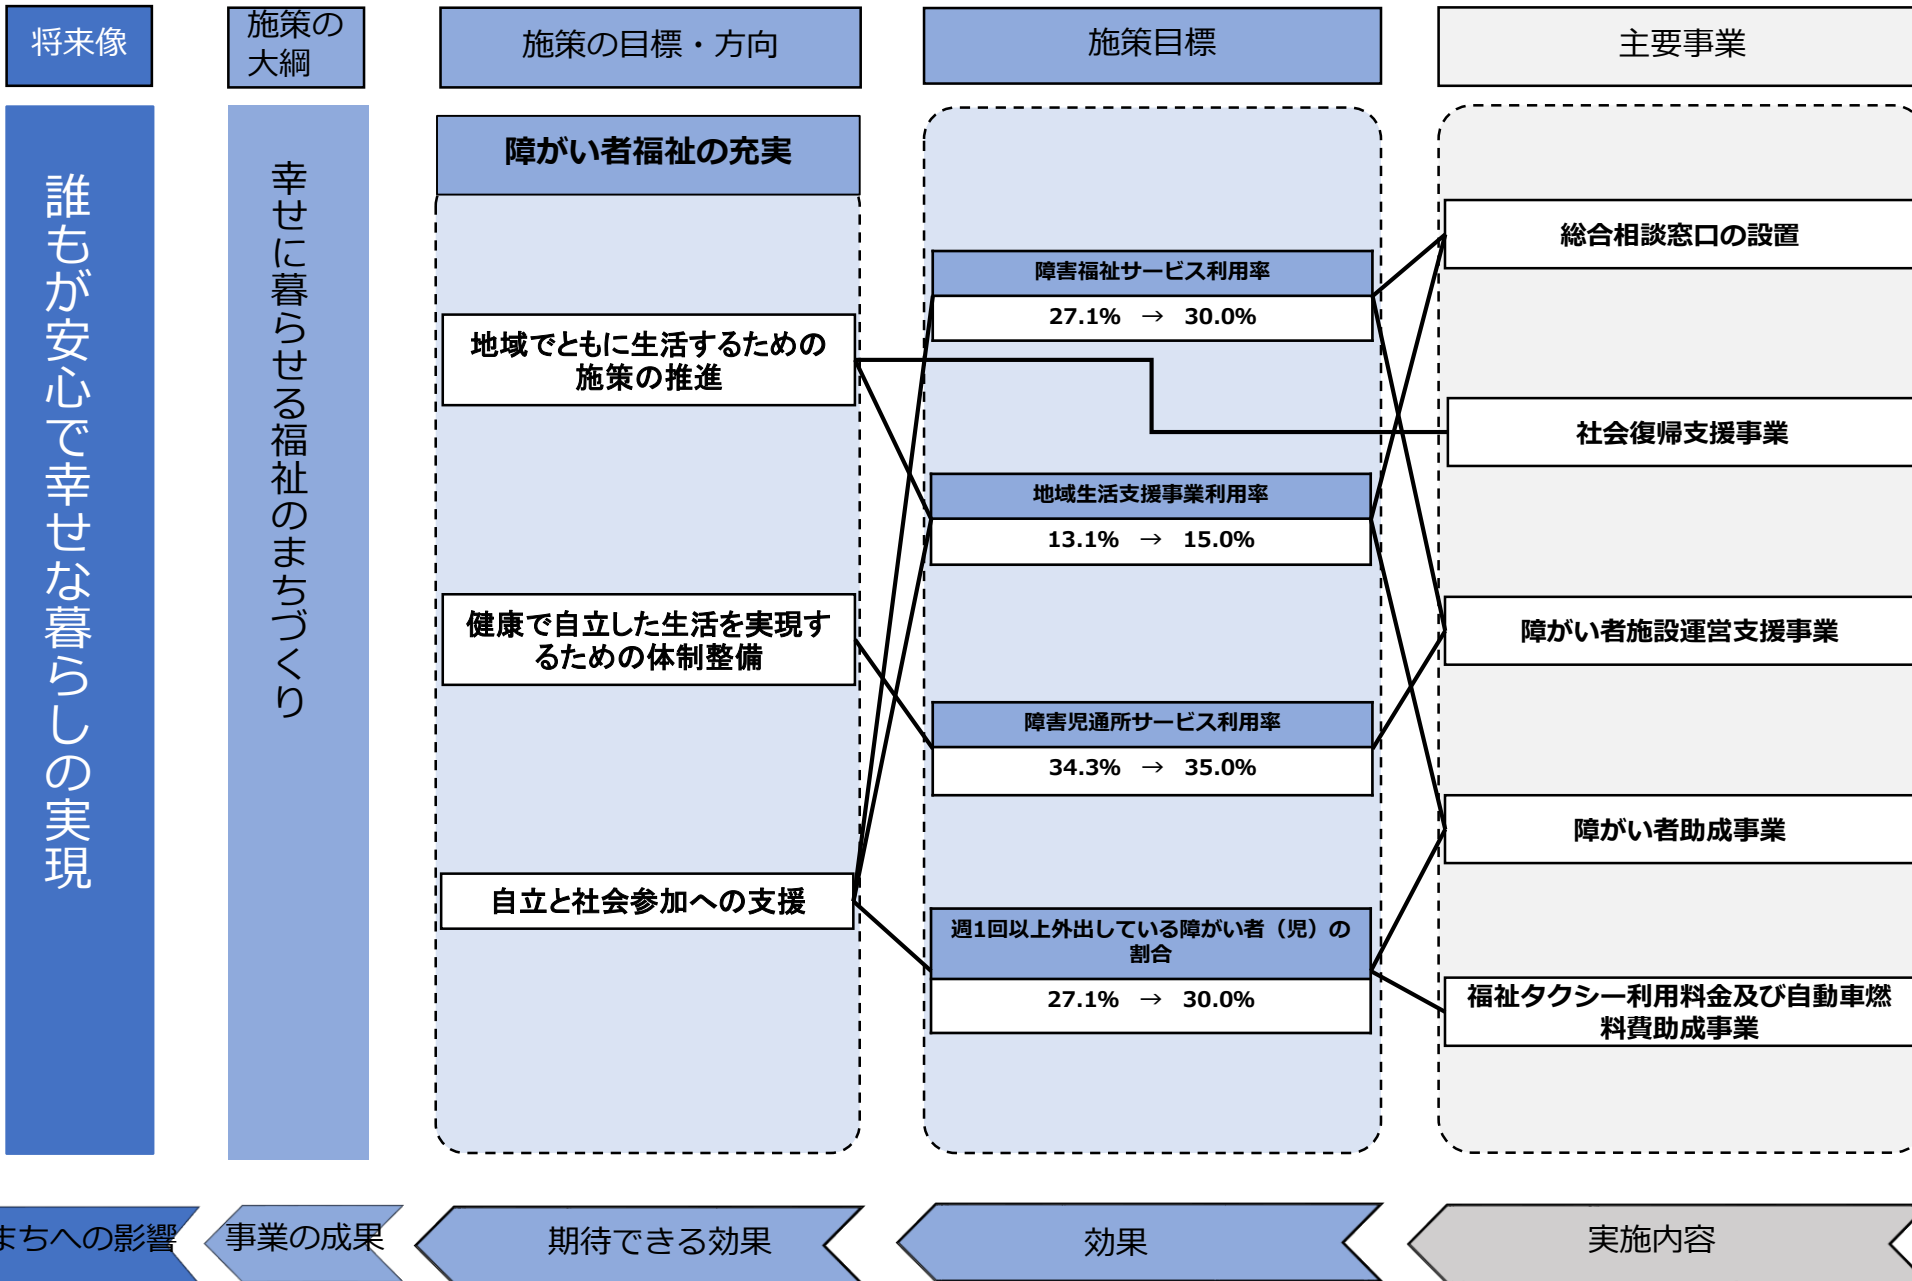 将来像
施策の
大綱
施策の目標・方向
施策目標
主要事業
誰もが安心で幸せな暮らしの実現
幸せに暮らせる福祉のまちづくり
障がい者福祉の充実
地域でともに生活するための
施策の推進
健康で自立した生活を実現す
るための体制整備
自立と社会参加への支援
障害福祉サービス利用率
27.1% → 30.0%
地域生活支援事業利用率
13.1% → 15.0%
障害児通所サービス利用率
34.3% → 35.0%
週1回以上外出している障がい者（児）の
割合
27.1% → 30.0%
総合相談窓口の設置
社会復帰支援事業
障がい者施設運営支援事業
障がい者助成事業
福祉タクシー利用料金及び自動車燃
料費助成事業
まちへの影響
事業の成果
期待できる効果
効果
実施内容